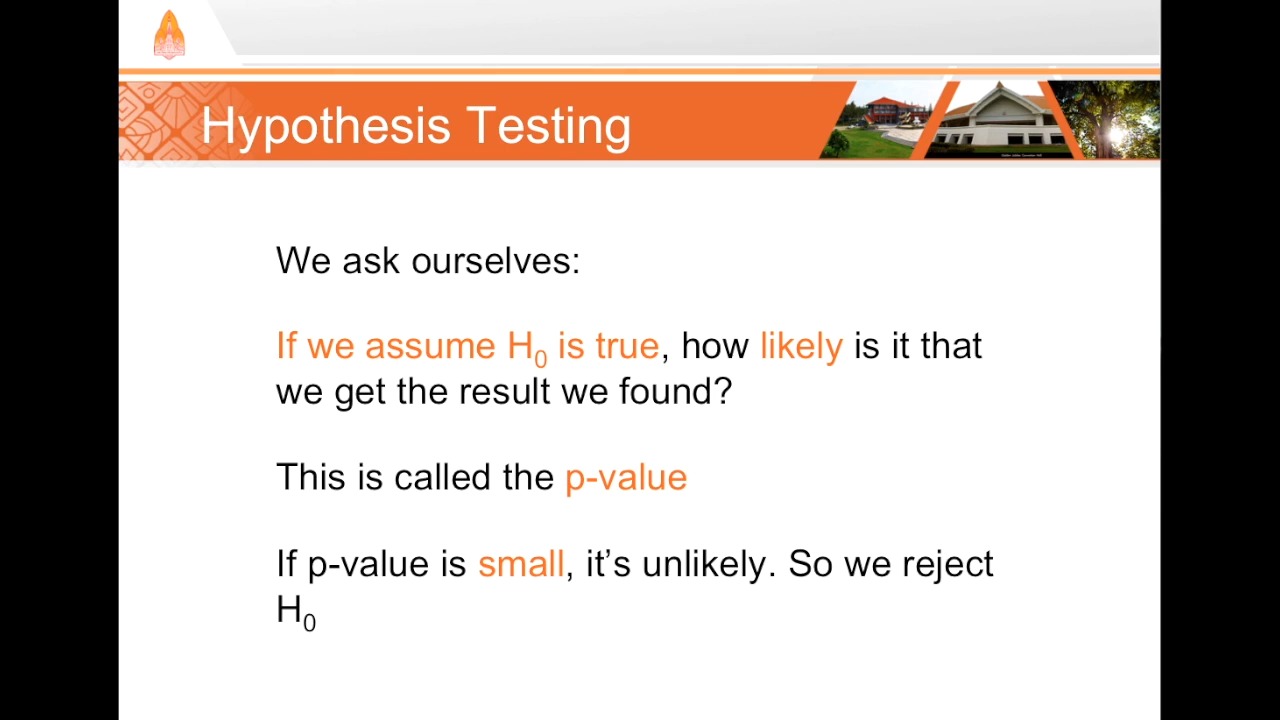 Hypothesis Testing
We ask ourselves:
If we assume H₀ is true, how likely is it that
we get the result we found?
This is called the p-value
If p-value is small, it’s unlikely. So we reject
H₀